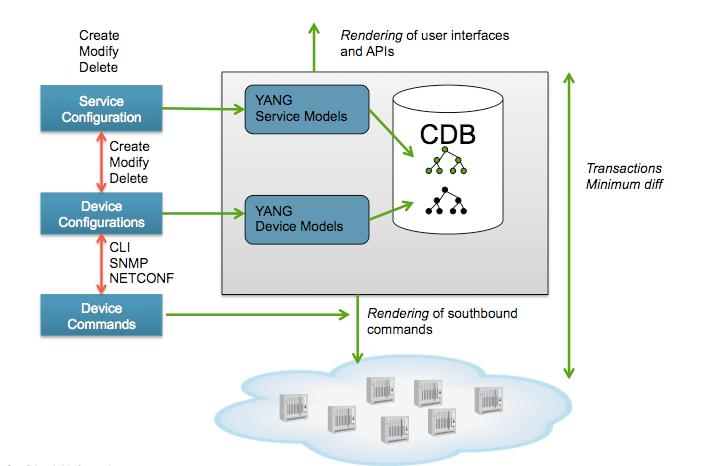 Create
Modify
Delete
Rendering of user interfaces
and APIs
Service
Configuration
YANG
Service Models
CDB
Create
Modify
Delete
Transactions
Minimum diff
Device
Configurations
YANG
Device Models
CLI
SNMP
NETCONF
Device
Commands
Rendering of southbound
commands